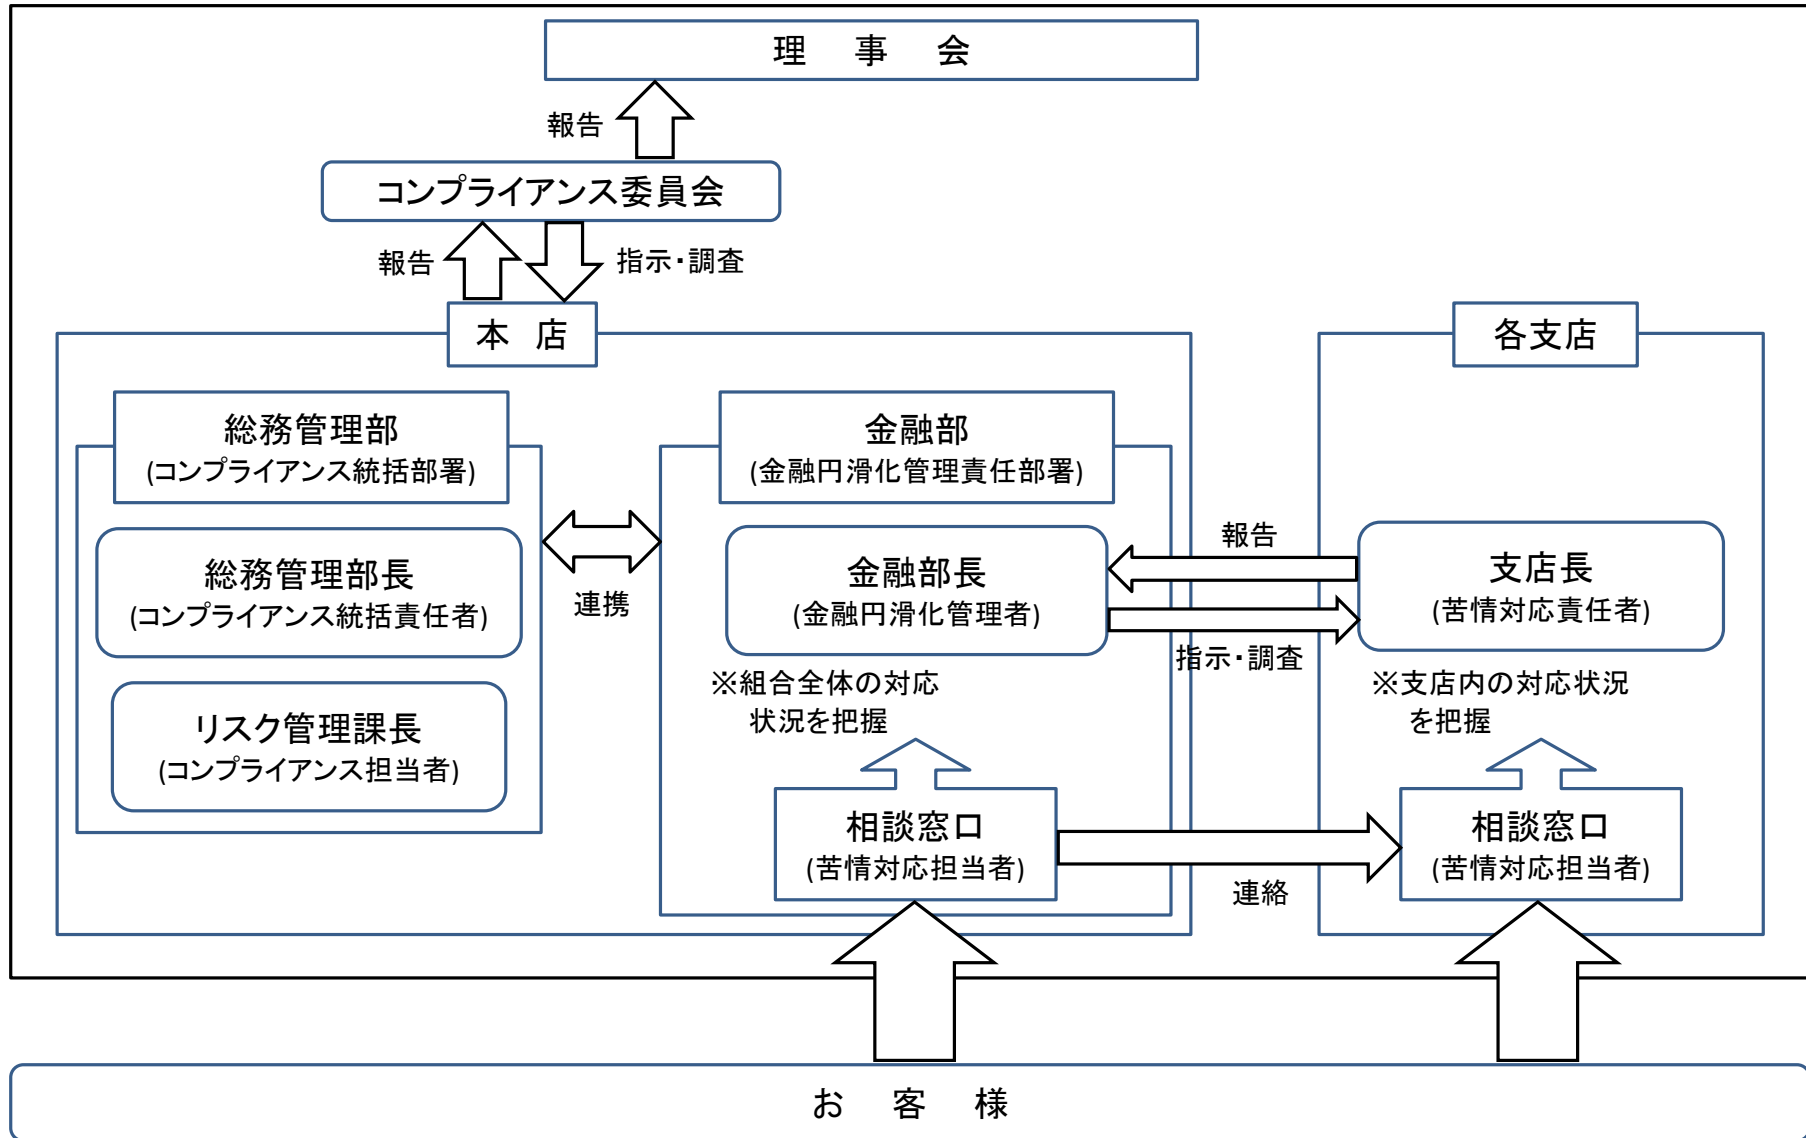 理事会
報告
コンプライアンス委員会
報告
指示・調査
本店
各支店
総務管理部
(コンプライアンス統括部署)
金融部
(金融円滑化管理責任部署)
総務管理部長
(コンプライアンス統括責任者)
連携
金融部長
(金融円滑化管理者)
報告
指示・調査
支店長
(苦情対応責任者)
※組合全体の対応
状況を把握
※支店内の対応状況
を把握
リスク管理課長
(コンプライアンス担当者)
相談窓口
(苦情対応担当者)
連絡
相談窓口
(苦情対応担当者)
お客様